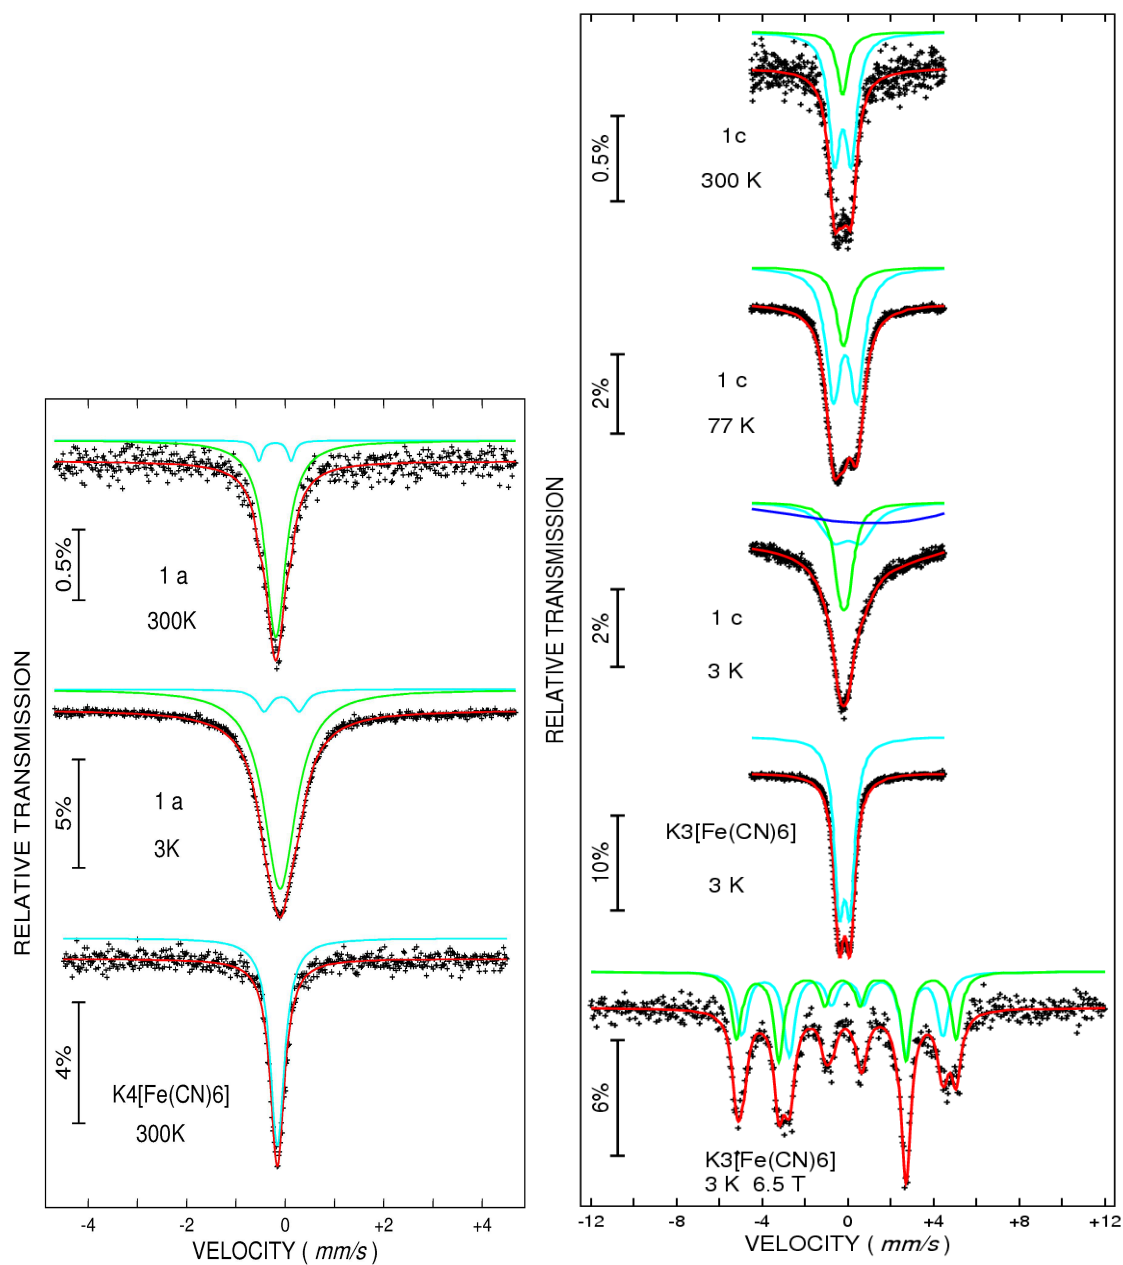 RELATIVE TRANSMISSION
0.5%
1 a
300K
5%
1 a
3K
4%
K4[Fe(CN)6]
300K
-4 -2 0 +2 +4
VELOCITY ( mm/s )
RELATIVE TRANSMISSION
0.5%
1c
300 K
2%
1 c
77 K
2%
1 c
3 K
10%
K3[Fe(CN)6]
3 K
6%
K3[Fe(CN)6]
3 K 6.5 T
-12 -8 -4 0 +4 +8 +12
VELOCITY ( mm/s )